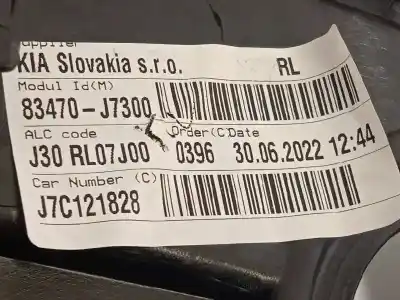 Supplier
KIA Slovakia s.r.o. RL
Modul Id(M)
83470-J7300
ALC code Order(C) Date
J30 RL07J00 0396 30.06.2022 12:44
Car Number (C)
J7C121828